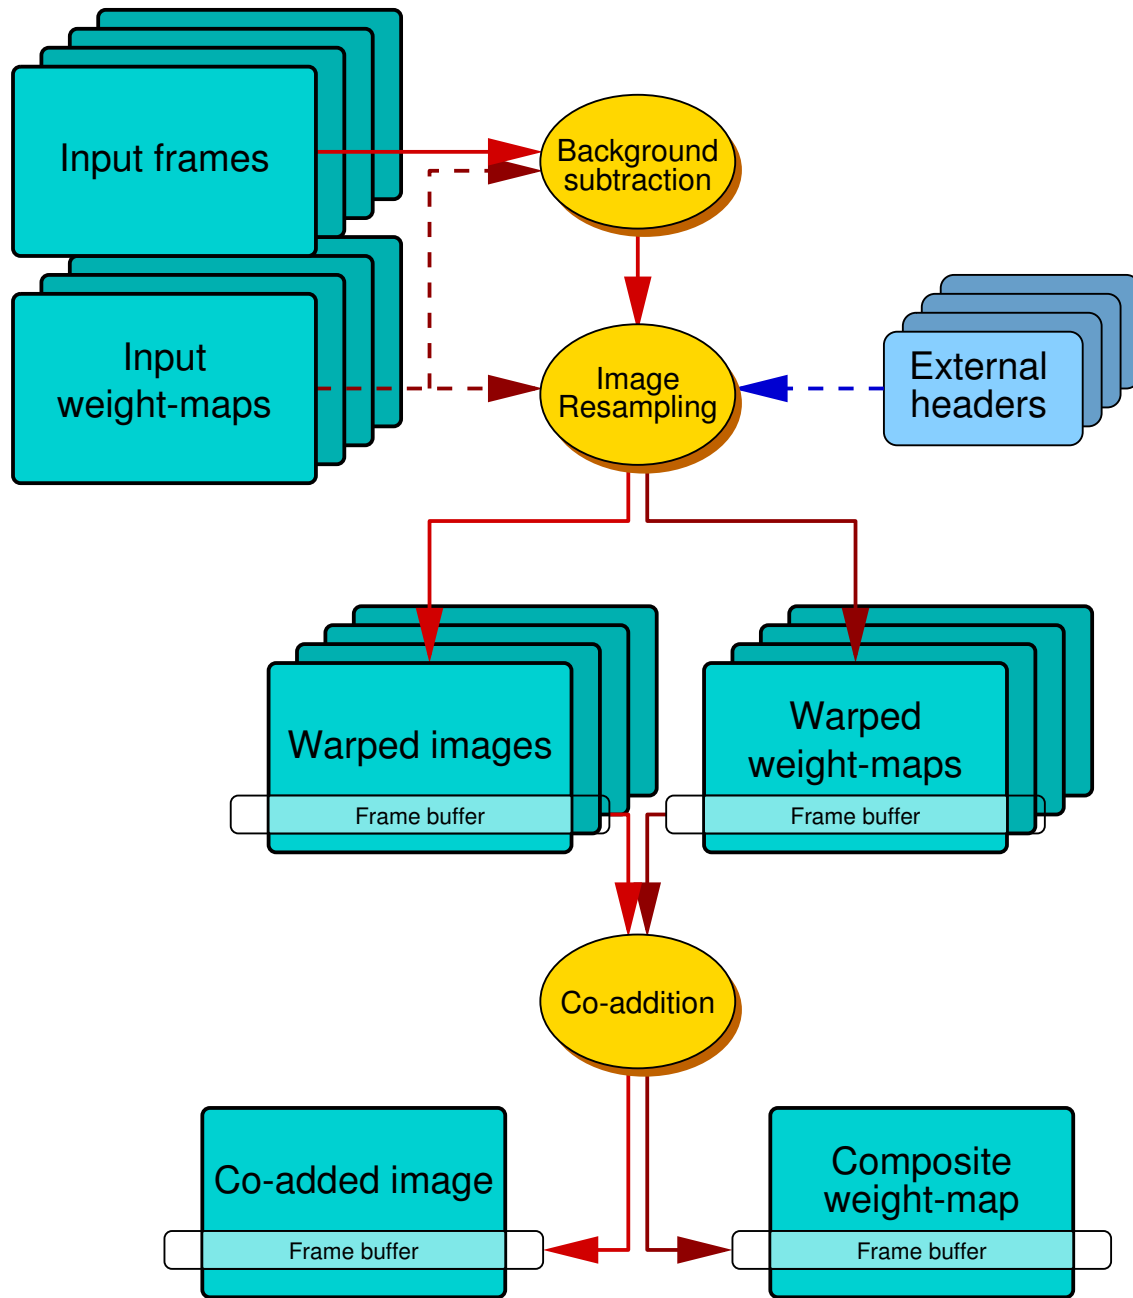 Input frames
Background
subtraction
Input
weight-maps
Image
Resampling
External
headers
Warped images
Frame buffer
Warped
weight-maps
Frame buffer
Co-addition
Co-added image
Frame buffer
Composite
weight-map
Frame buffer